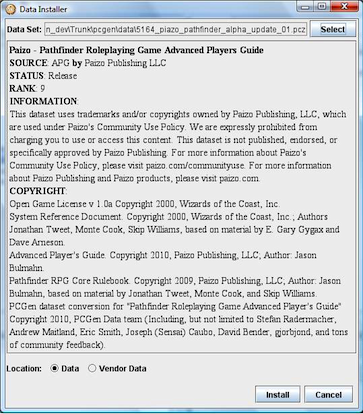 Data Installer
Data Set: n_dev\Trunk\pcgen\data\5164_piazo_pathfinder_alpha_update_01.pcz Select
Paizo - Pathfinder Roleplaying Game Advanced Players Guide
SOURCE: APG by Paizo Publishing LLC
STATUS: Release
RANK: 9
INFORMATION:
This dataset uses trademarks and/or copyrights owned by Paizo Publishing, LLC, which
are used under Paizo's Community Use Policy. We are expressly prohibited from
charging you to use or access this content. This dataset is not published, endorsed, or
specifically approved by Paizo Publishing. For more information about Paizo's
Community Use Policy, please visit paizo.com/communityuse. For more information
about Paizo Publishing and Paizo products, please visit paizo.com.
COPYRIGHT:
Open Game License v 1.0a Copyright 2000, Wizards of the Coast, Inc.
System Reference Document. Copyright 2000, Wizards of the Coast, Inc.; Authors
Jonathan Tweet, Monte Cook, Skip Williams, based on material by E. Gary Gygax and
Dave Arneson.
Advanced Player's Guide. Copyright 2010, Paizo Publishing, LLC; Author: Jason
Bulmahn.
Pathfinder RPG Core Rulebook. Copyright 2009, Paizo Publishing, LLC; Author: Jason
Bulmahn, based on material by Jonathan Tweet, Monte Cook, and Skip Williams.
PCGen dataset conversion for "Pathfinder Roleplaying Game Advanced Player's Guide"
Copyright 2010, PCGen Data team (Including, but not limited to Stefan Radermacher,
Andrew Maitland, Eric Smith, Joseph (Sensai) Caubo, David Bender, gjorbjond, and tons
of community feedback).
Location: Data Vendor Data
Install Cancel